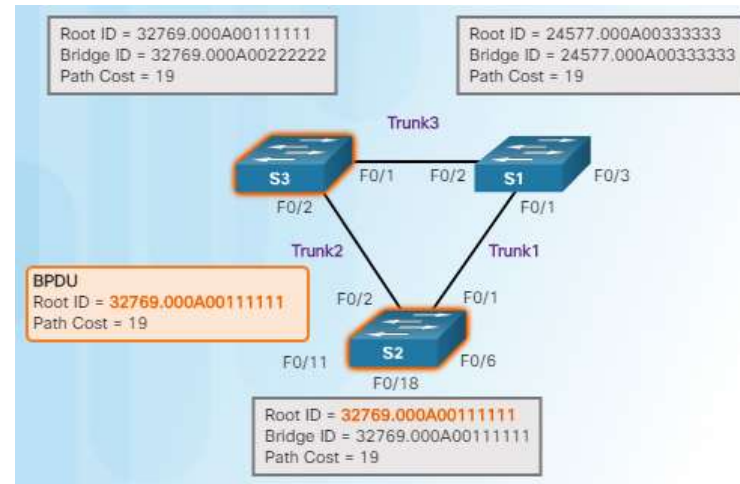 Root ID = 32769.000A00111111
Bridge ID = 32769.000A00222222
Path Cost = 19
Root ID = 24577.000A00333333
Bridge ID = 24577.000A00333333
Path Cost = 19
Trunk3
S3
F0/1
F0/2
S1
F0/3
F0/2
F0/1
Trunk2
Trunk1
BPDU
Root ID = 32769.000A00111111
Path Cost = 19
F0/2
F0/1
S2
F0/11
F0/6
F0/18
Root ID = 32769.000A00111111
Bridge ID = 32769.000A00111111
Path Cost = 19